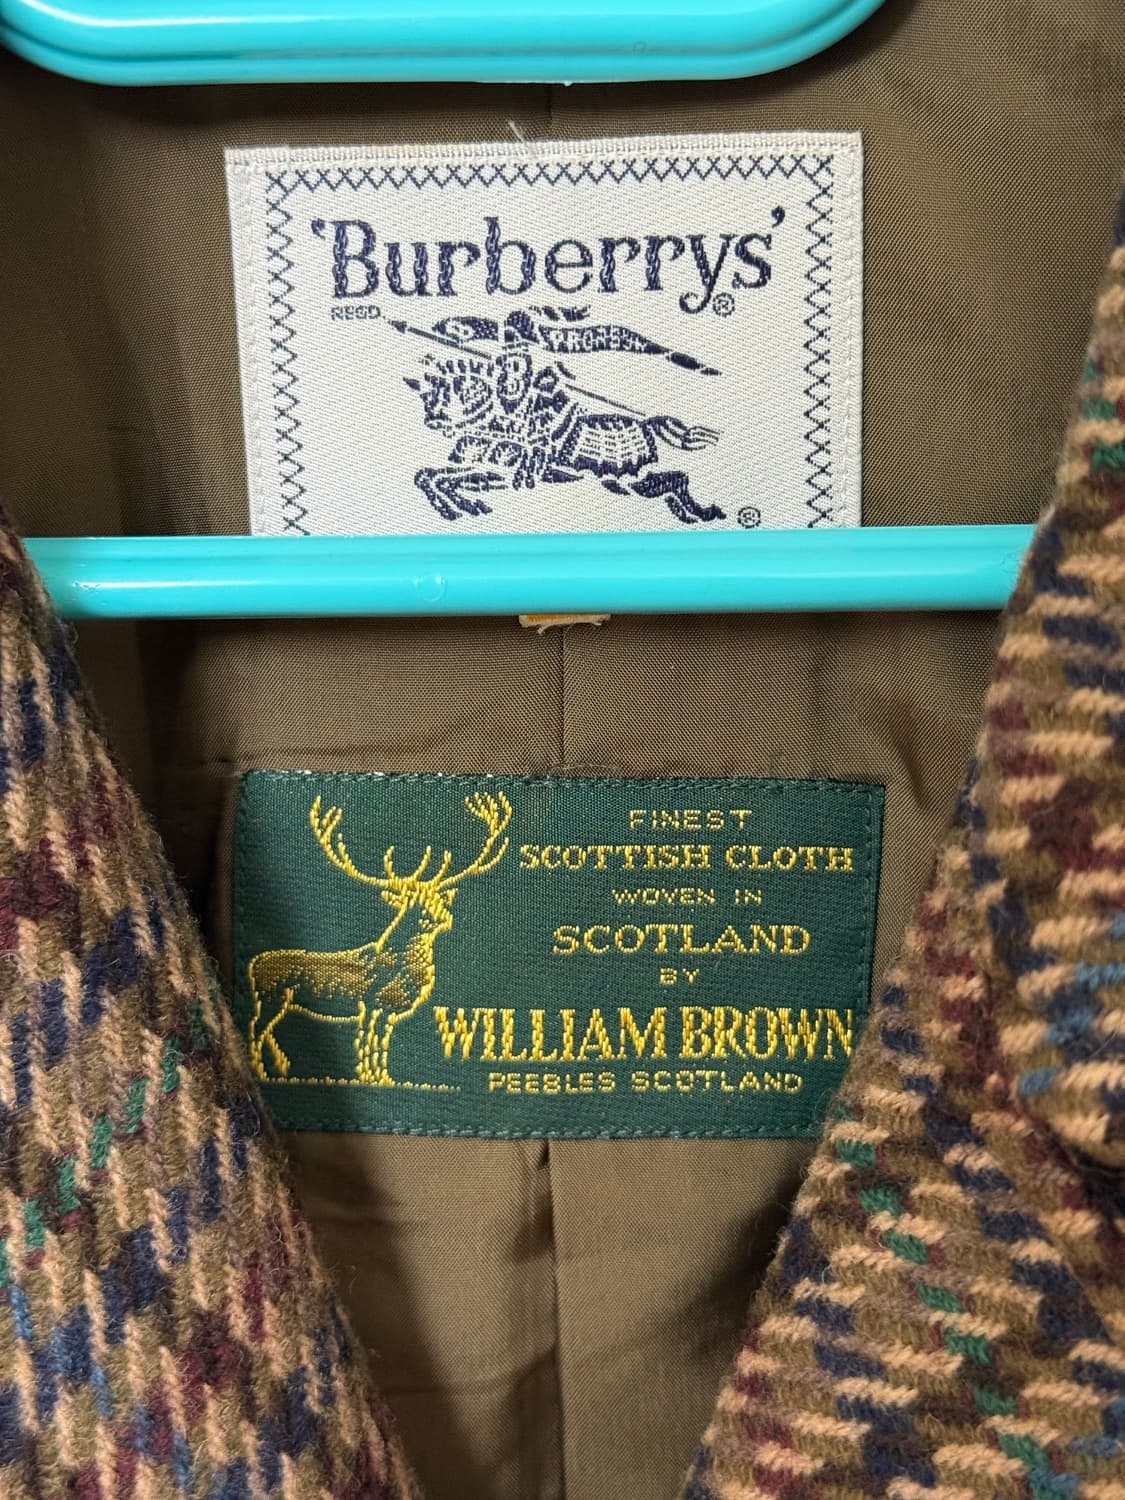 'Burberrys'®
REGD
PRORSUM
®
FINEST
SCOTTISH CLOTH
WOVEN IN
SCOTLAND
BY
WILLIAM BROWN
PEEBLES SCOTLAND